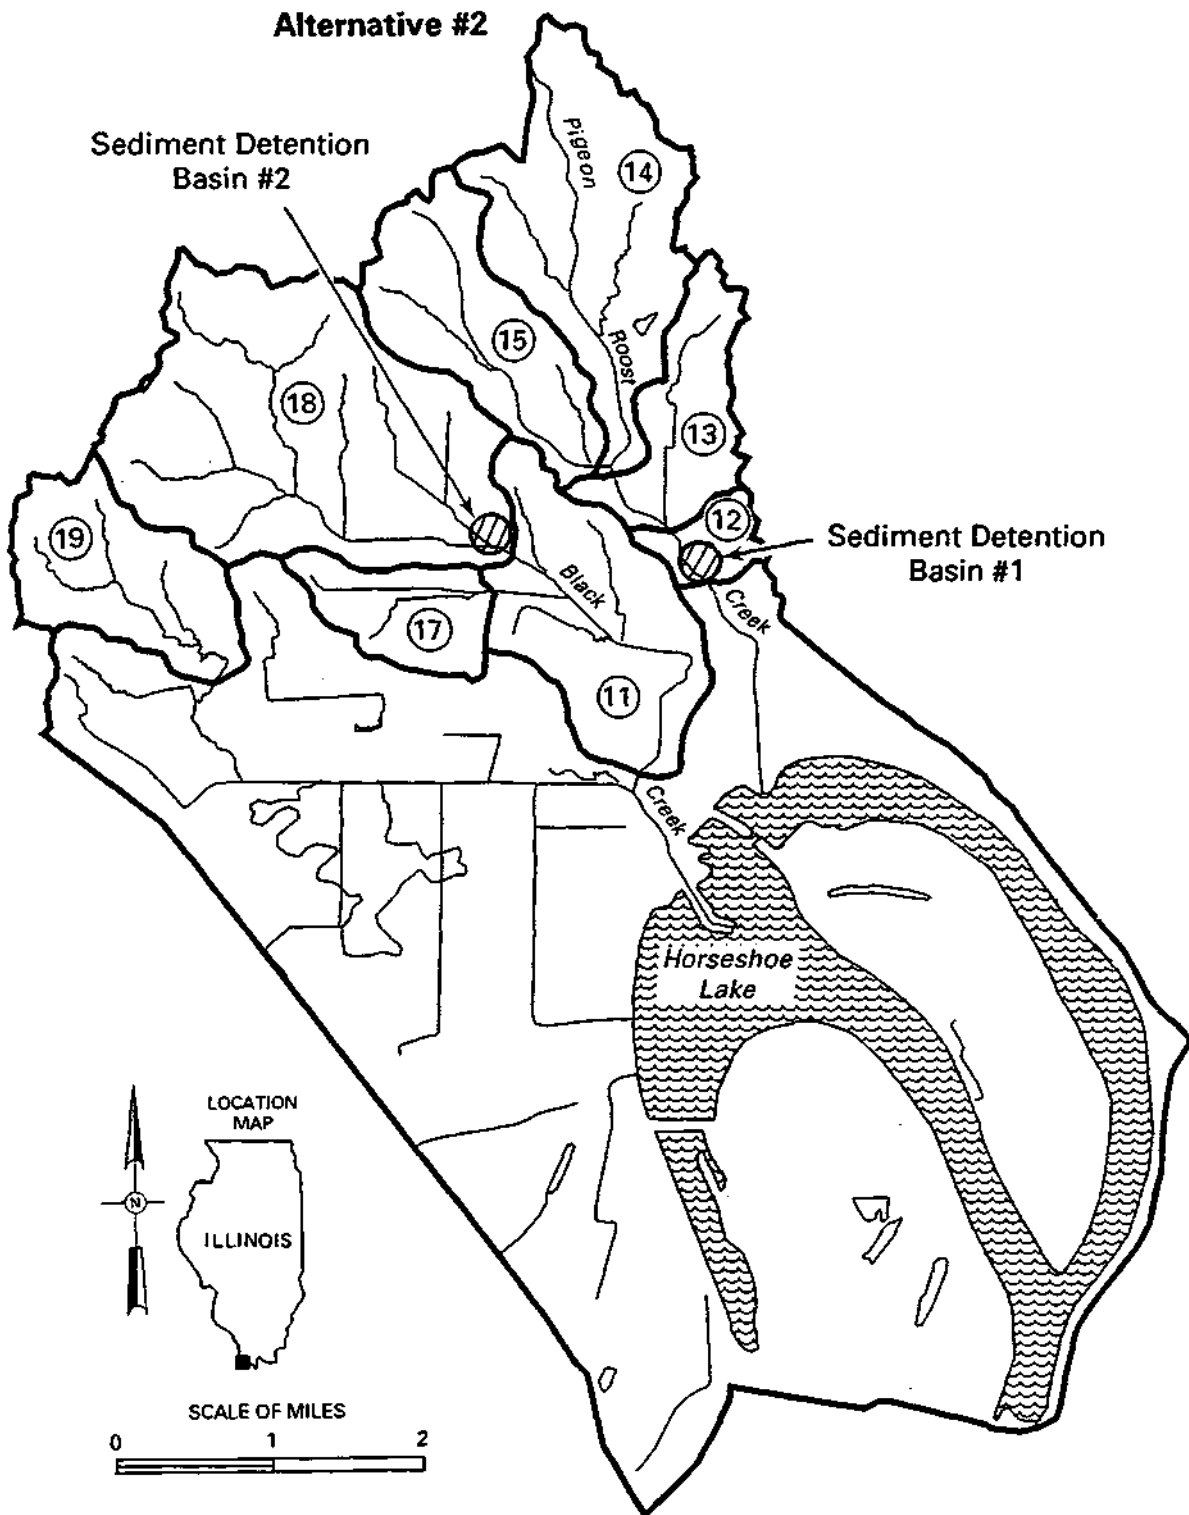 Alternative #2
Sediment Detention
Basin #2
Pigeon
14
15
Roost
18
13
12
19
Sediment Detention
Basin #1
Black
Creek
17
11
Creek
Horseshoe
Lake
LOCATION
MAP
N
ILLINOIS
SCALE OF MILES
0 1 2